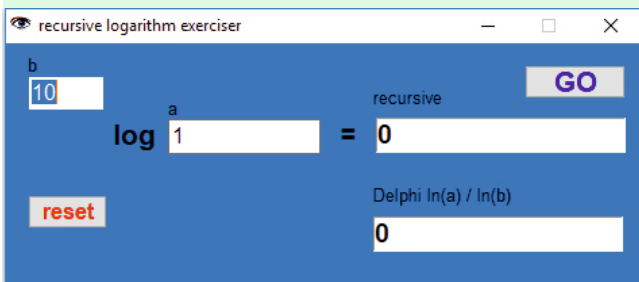 recursive logarithm exerciser
b
10
GO
recursive
a
log 1 = 0
reset
Delphi ln(a) / ln(b)
0